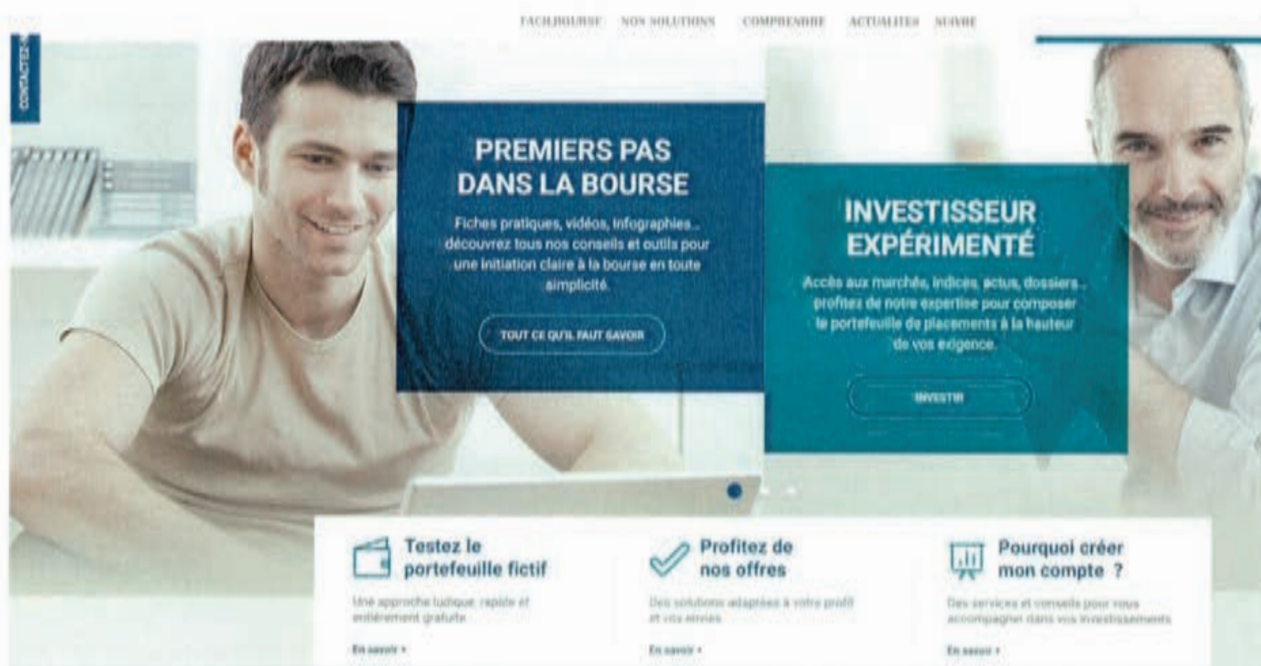 FACILBOURSE NOS SOLUTIONS COMPRENDRE ACTUALITES SUIVRE
CONTACTEZ-
PREMIERS PAS
DANS LA BOURSE
Fiches pratiques, vidéos, infographies...
découvrez tous nos conseils et outils pour
une initiation claire à la bourse en toute
simplicité.
TOUT CE QU'IL FAUT SAVOIR
INVESTISSEUR
EXPÉRIMENTÉ
Accès aux marchés, indices, actus, dossiers...
profitez de notre expertise pour composer
le portefeuille de placements à la hauteur
de vos exigence.
INVESTIR
Testez le
portefeuille fictif
Une approche ludique, rapide et
entièrement gratuite
En savoir +
Profitez de
nos offres
Des solutions adaptées à votre profil
et vos envies
En savoir +
Pourquoi créer
mon compte ?
Des services et conseils pour vous
accompagner dans vos investissements
En savoir +